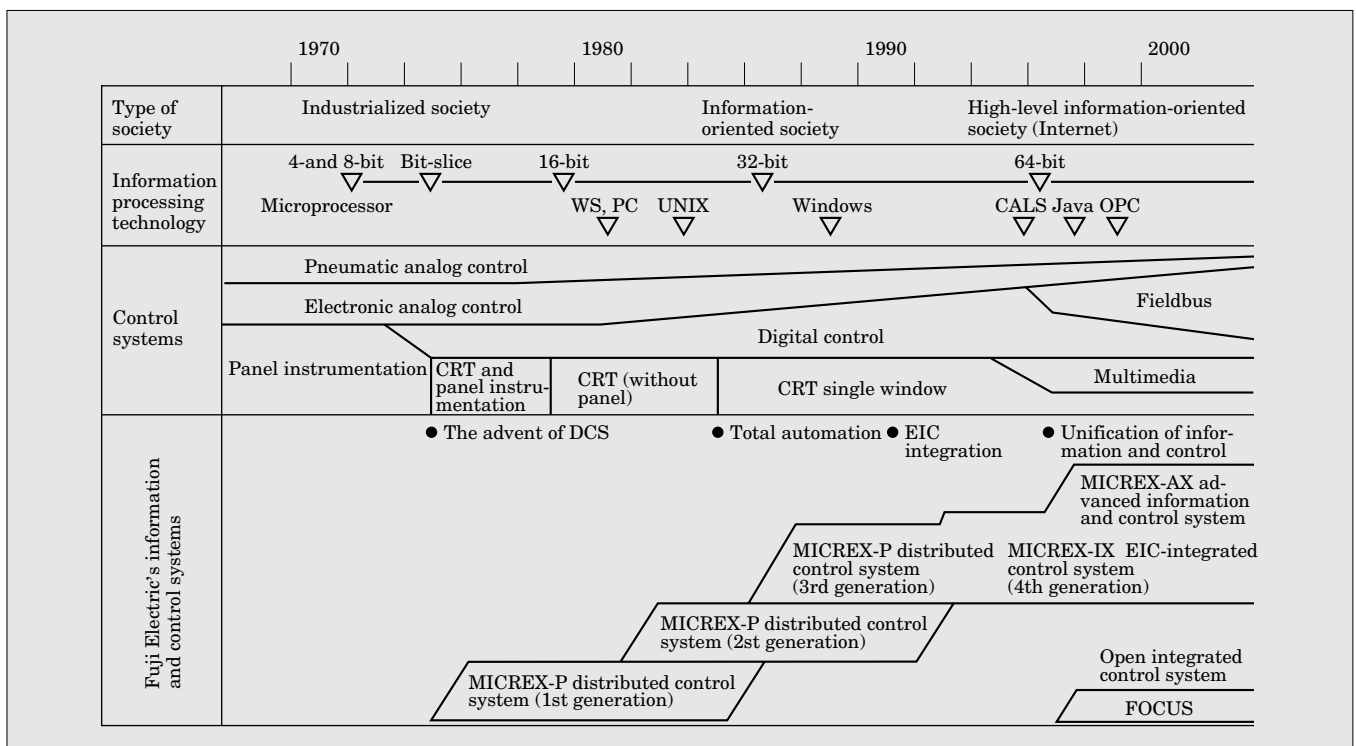 1970 1980 1990 2000
Type of
society
Industrialized society
Information-
oriented society
High-level information-oriented
society (Internet)
Information
processing
technology
4-and 8-bit Bit-slice 16-bit 32-bit 64-bit
Microprocessor WS, PC UNIX Windows CALS Java OPC
Control
systems
Pneumatic analog control
Electronic analog control
Fieldbus
Digital control
Panel instrumentation
CRT and
panel instru-
mentation
CRT (without
panel)
CRT single window
Multimedia
Fuji Electric's information
and control systems
● The advent of DCS
● Total automation
● EIC
integration
● Unification of infor-
mation and control
MICREX-AX ad-
vanced information
and control system
MICREX-P distributed
control system
(3rd generation)
MICREX-IX EIC-integrated
control system
(4th generation)
MICREX-P distributed control
system (2st generation)
MICREX-P distributed control
system (1st generation)
Open integrated
control system
FOCUS